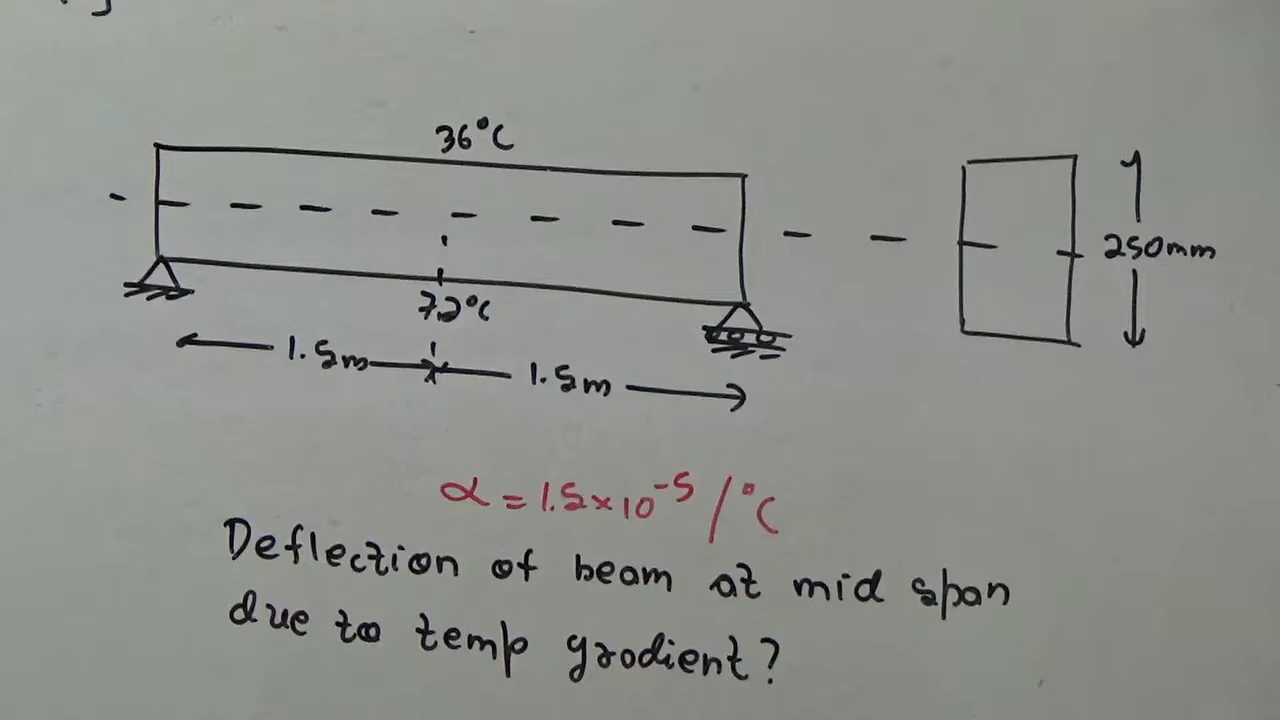 36°C
250mm
72°C
1.5m
1.5m
α = 1.5×10⁻⁵/°C
Deflection of beam at mid span
due to temp gradient?